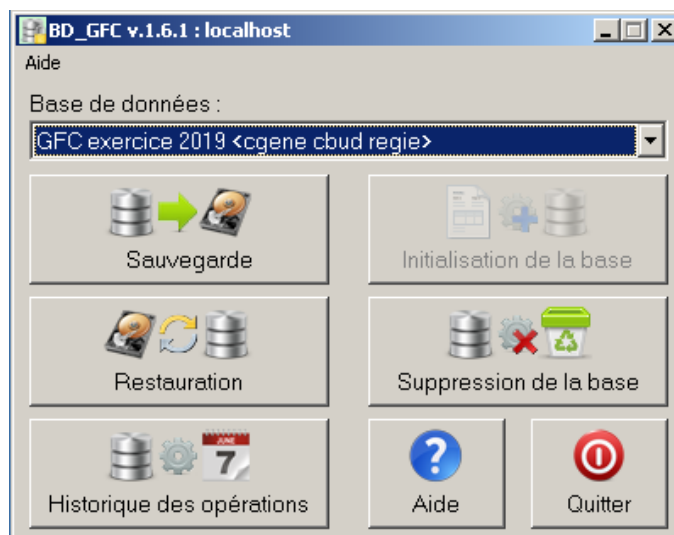 BD_GFC v.1.6.1 : localhost
Aide
Base de données :
GFC exercice 2019 <cgene cbud regie>
Sauvegarde
Initialisation de la base
Restauration
Suppression de la base
JUNE
7
Historique des opérations
Aide
Quitter